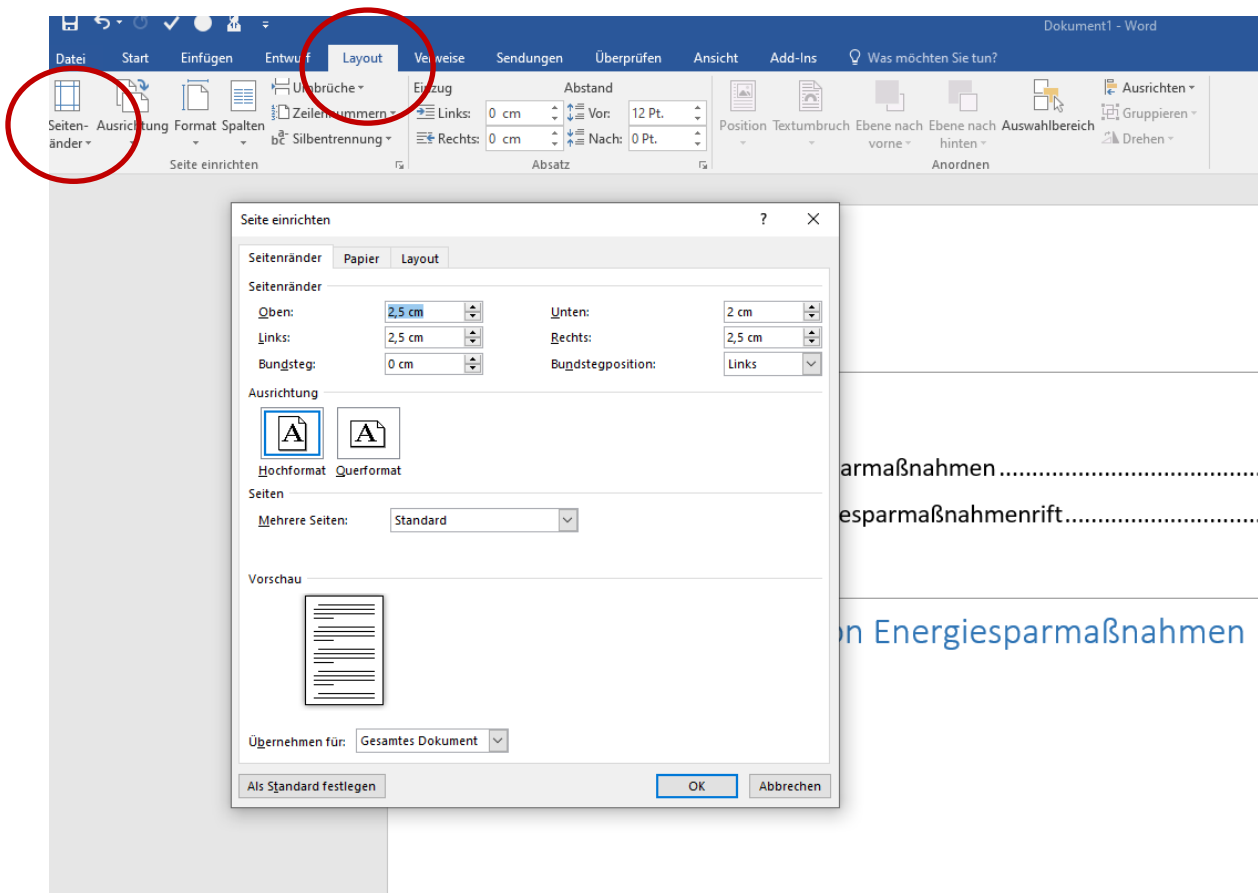 Dokument1 - Word
Datei Start Einfügen Entwurf Layout Verweise Sendungen Überprüfen Ansicht Add-Ins Was möchten Sie tun?
Seiten-
änder
Ausrichtung Format Spalten
Umbrüche
Zeilennummern
Silbentrennung
Seite einrichten
Einzug Abstand
Links: 0 cm Vor: 12 Pt.
Rechts: 0 cm Nach: 0 Pt.
Absatz
Position Textumbruch Ebene nach
vorne
Ebene nach
hinten
Auswahlbereich
Ausrichten
Gruppieren
Drehen
Anordnen
Seite einrichten ?
Seitenränder Papier Layout
Seitenränder
Oben: 2,5 cm Unten: 2 cm
Links: 2,5 cm Rechts: 2,5 cm
Bundsteg: 0 cm Bundstegposition: Links
Ausrichtung
A A
Hochformat Querformat
Seiten
Mehrere Seiten: Standard
Vorschau
Übernehmen für: Gesamtes Dokument
Als Standard festlegen OK Abbrechen
armaßnahmen........................................
esparmaßnahmenrift..............................
on Energiesparmaßnahmen